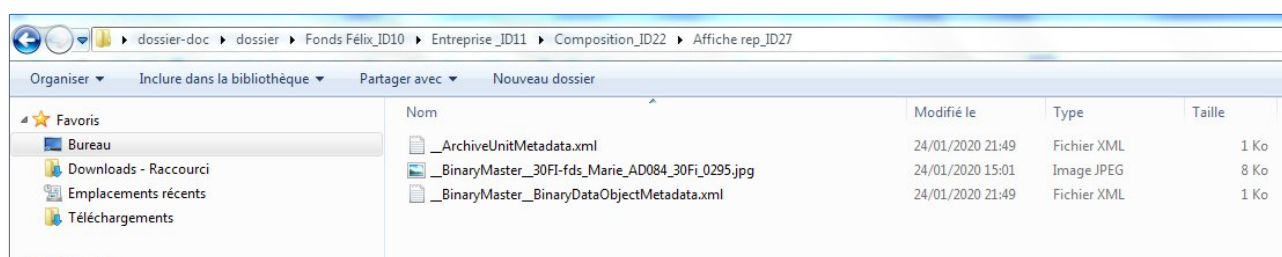 dossier-doc ▸ dossier ▸ Fonds Félix_ID10 ▸ Entreprise _ID11 ▸ Composition_ID22 ▸ Affiche rep_ID27
Organiser ▼ Inclure dans la bibliothèque ▼ Partager avec ▼ Nouveau dossier
Favoris
Bureau
Downloads - Raccourci
Emplacements récents
Téléchargements
Nom Modifié le Type Taille
__ArchiveUnitMetadata.xml 24/01/2020 21:49 Fichier XML 1 Ko
__BinaryMaster__30FI-fds_Marie_AD084_30Fi_0295.jpg 24/01/2020 15:01 Image JPEG 8 Ko
__BinaryMaster__BinaryDataObjectMetadata.xml 24/01/2020 21:49 Fichier XML 1 Ko